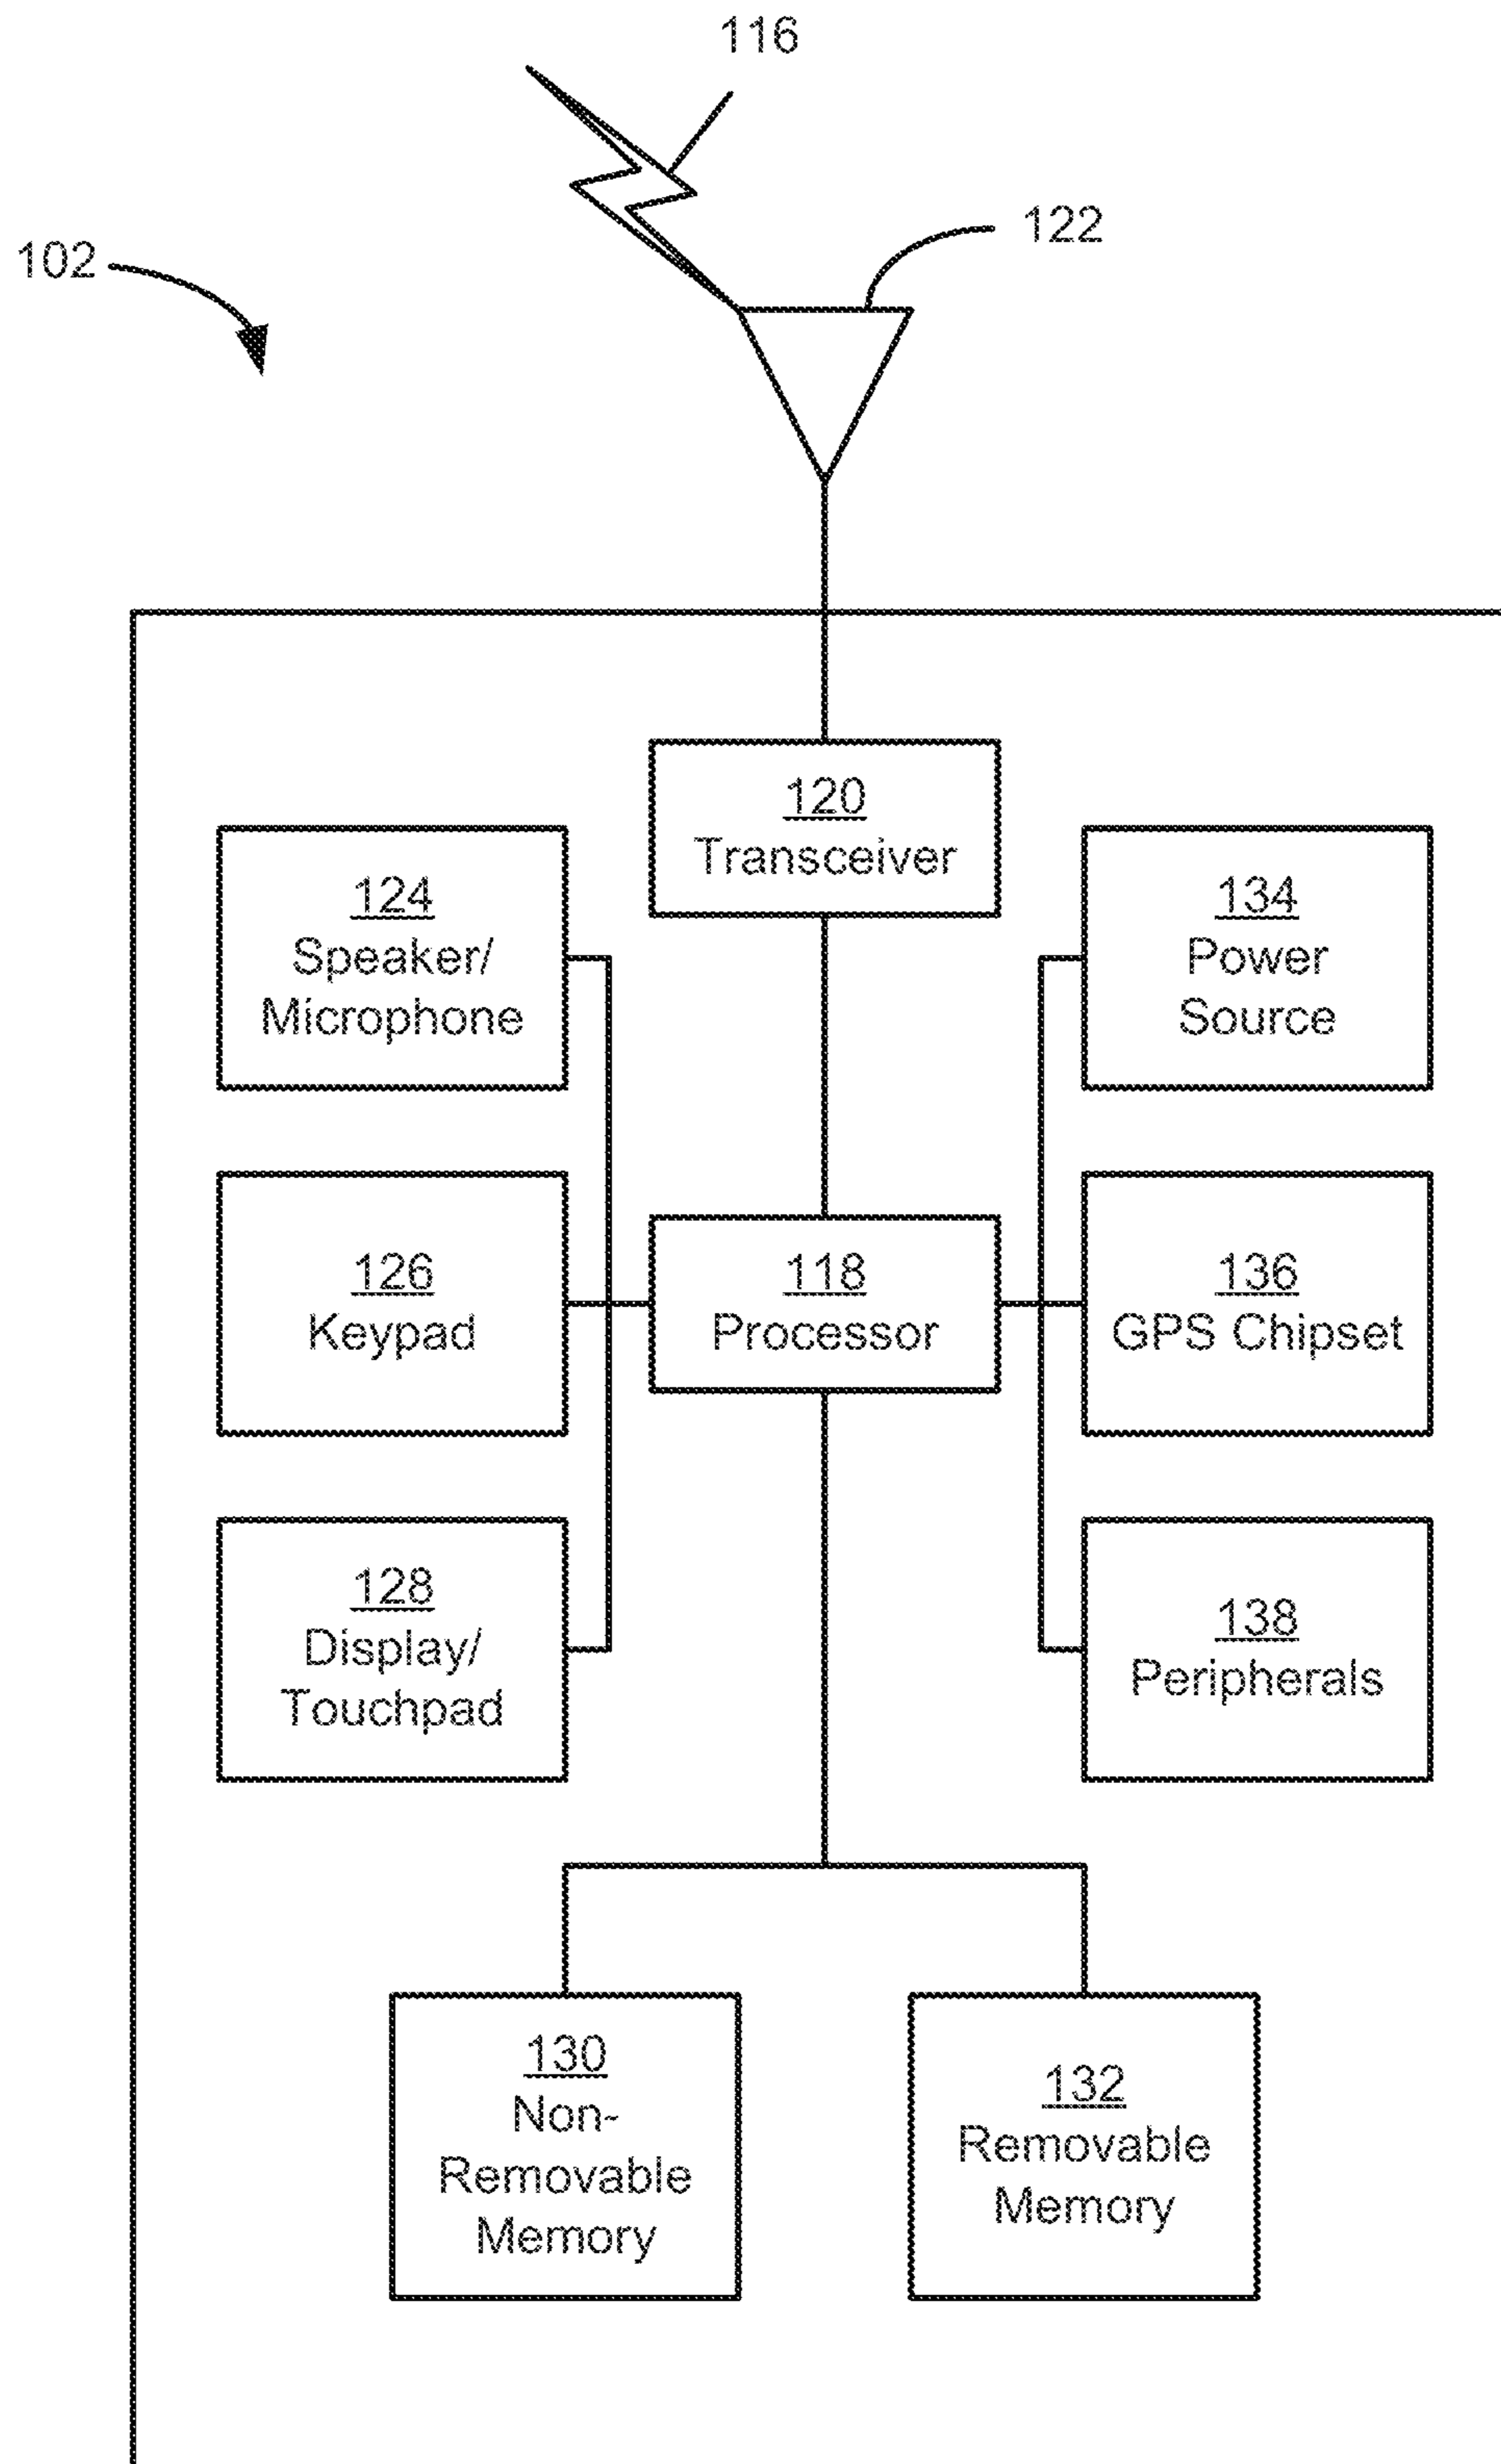 116
122
102
120
Transceiver
124
Speaker/
Microphone
134
Power
Source
126
Keypad
118
Processor
136
GPS Chipset
128
Display/
Touchpad
138
Peripherals
130
Non-
Removable
Memory
132
Removable
Memory